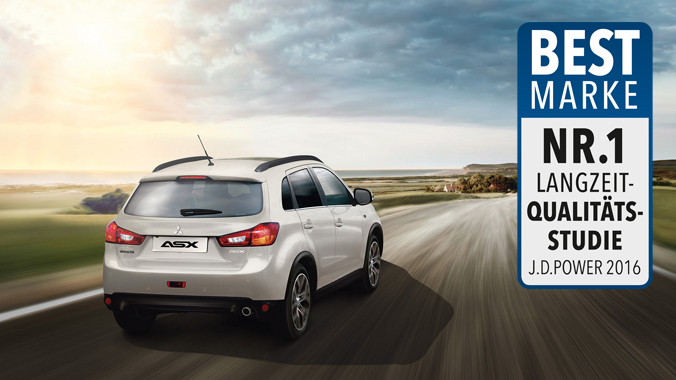 BEST
MARKE
NR.1
LANGZEIT-
QUALITÄTS-
STUDIE
J.D.POWER 2016
ASX